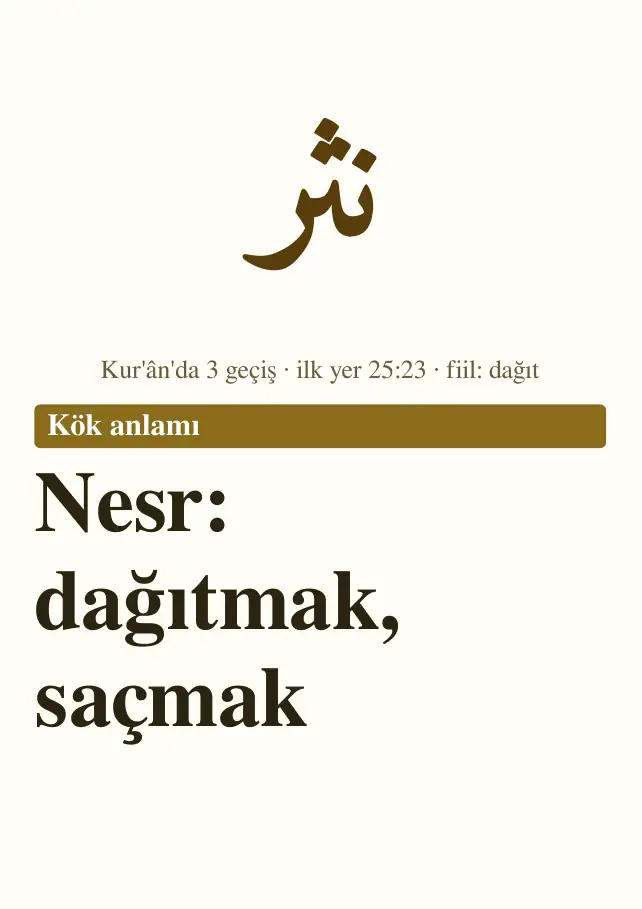 نثر
Kur'ân'da 3 geçiş · ilk yer 25:23 · fiil: dağıt
Kök anlamı
Nesr:
dağıtmak,
saçmak